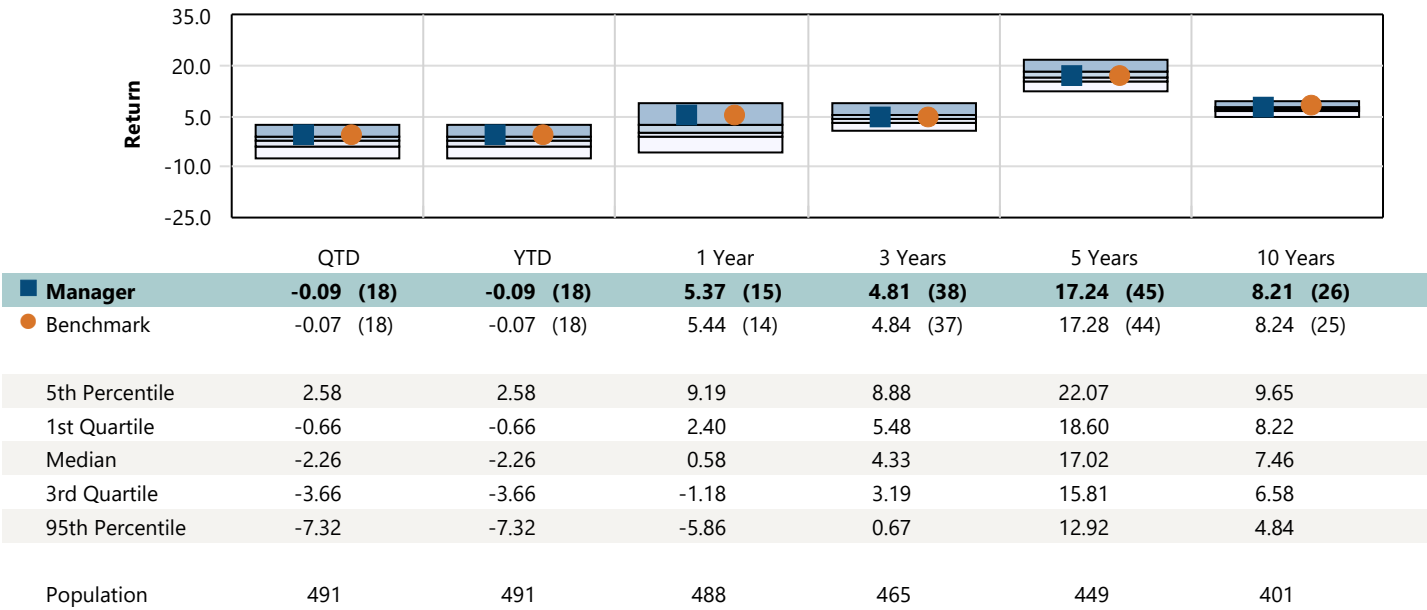 35.0
20.0
5.0
-10.0
-25.0
Return
QTD YTD 1 Year 3 Years 5 Years 10 Years
Manager -0.09 (18) -0.09 (18) 5.37 (15) 4.81 (38) 17.24 (45) 8.21 (26)
Benchmark -0.07 (18) -0.07 (18) 5.44 (14) 4.84 (37) 17.28 (44) 8.24 (25)
5th Percentile 2.58 2.58 9.19 8.88 22.07 9.65
1st Quartile -0.66 -0.66 2.40 5.48 18.60 8.22
Median -2.26 -2.26 0.58 4.33 17.02 7.46
3rd Quartile -3.66 -3.66 -1.18 3.19 15.81 6.58
95th Percentile -7.32 -7.32 -5.86 0.67 12.92 4.84
Population 491 491 488 465 449 401